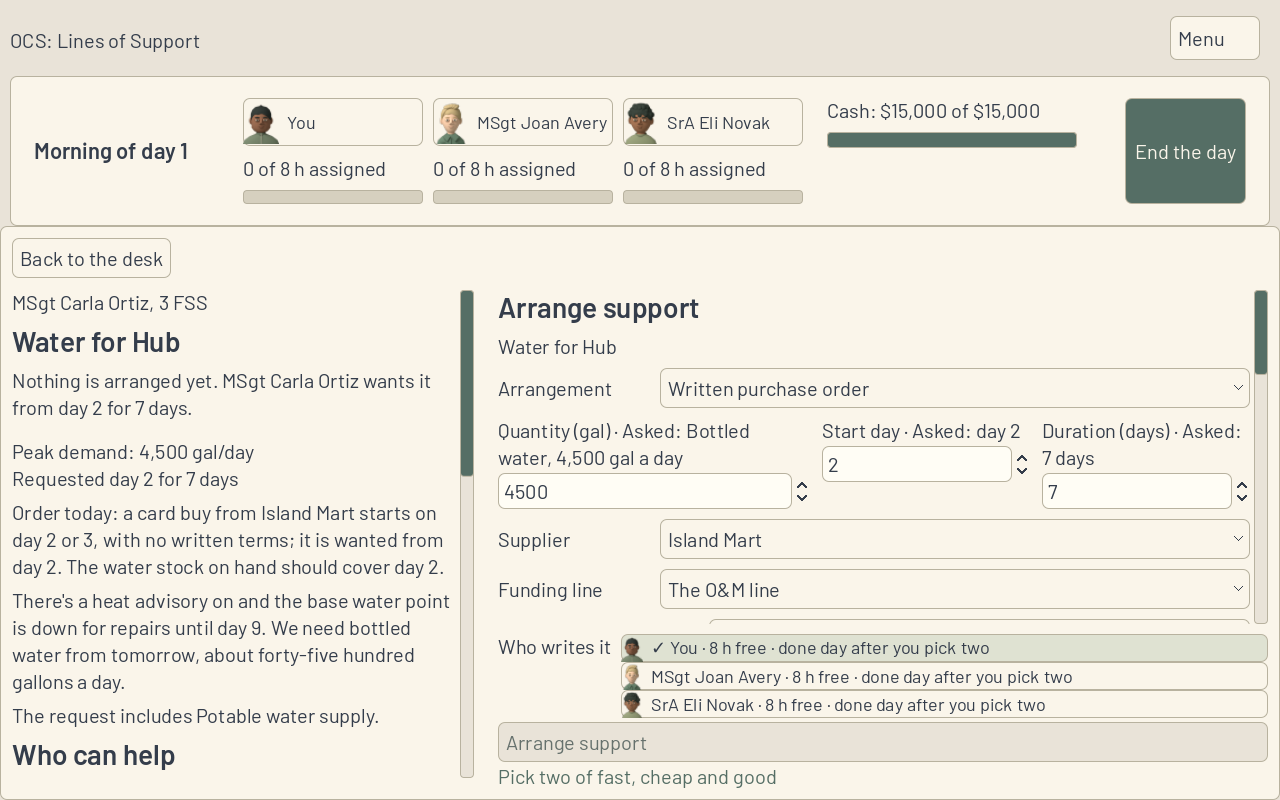 OCS: Lines of Support
Menu
Morning of day 1
You
MSgt Joan Avery
SrA Eli Novak
0 of 8 h assigned
0 of 8 h assigned
0 of 8 h assigned
Cash: $15,000 of $15,000
End the day
Back to the desk
MSgt Carla Ortiz, 3 FSS
Water for Hub
Nothing is arranged yet. MSgt Carla Ortiz wants it
from day 2 for 7 days.
Peak demand: 4,500 gal/day
Requested day 2 for 7 days
Order today: a card buy from Island Mart starts on
day 2 or 3, with no written terms; it is wanted from
day 2. The water stock on hand should cover day 2.
There's a heat advisory on and the base water point
is down for repairs until day 9. We need bottled
water from tomorrow, about forty-five hundred
gallons a day.
The request includes Potable water supply.
Who can help
Arrange support
Water for Hub
Arrangement
Written purchase order
Quantity (gal) · Asked: Bottled
water, 4,500 gal a day
4500
Start day · Asked: day 2
2
Duration (days) · Asked:
7 days
7
Supplier
Island Mart
Funding line
The O&M line
Who writes it
✓ You · 8 h free · done day after you pick two
MSgt Joan Avery · 8 h free · done day after you pick two
SrA Eli Novak · 8 h free · done day after you pick two
Arrange support
Pick two of fast, cheap and good